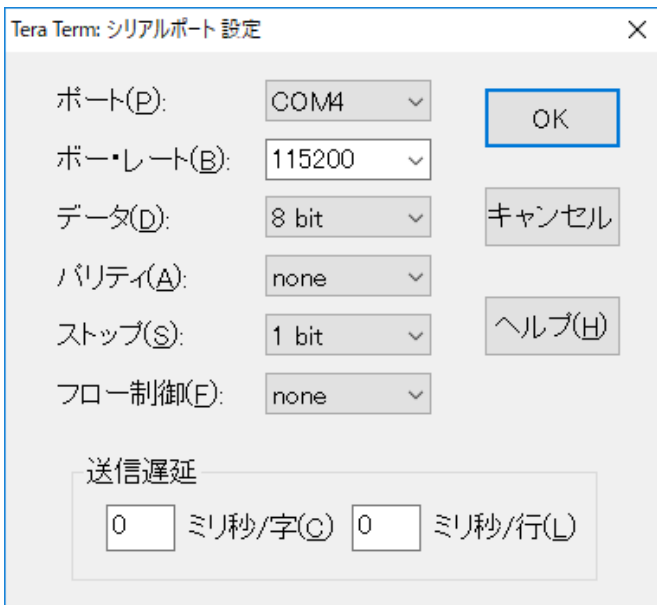 Tera Term: シリアルポート 設定
ポート(P): COM4
OK
ボー・レート(B): 115200
データ(D): 8 bit
キャンセル
パリティ(A): none
ストップ(S): 1 bit
ヘルプ(H)
フロー制御(F): none
送信遅延
0 ミリ秒/字(C) 0 ミリ秒/行(L)